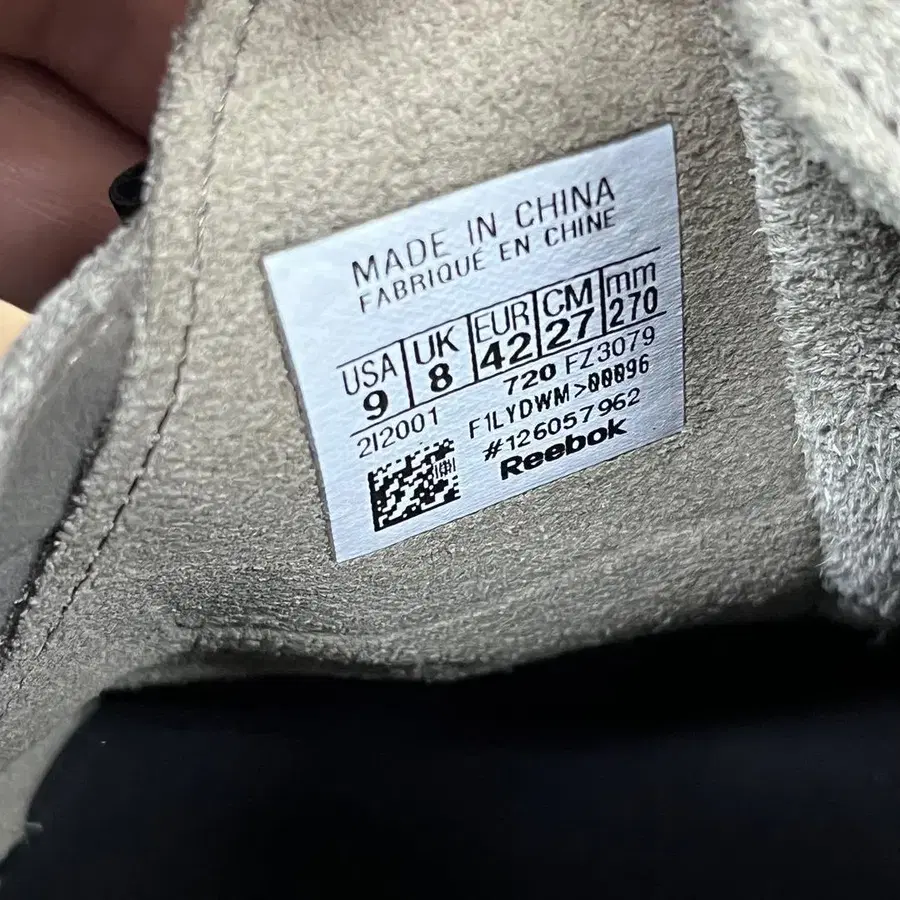 MADE IN CHINA
FABRIQUÉ EN CHINE
USA UK EUR CM mm
9 8 42 27 270
2I2001 720 FZ3079
F1LYDWM>00096
#126057962
Reebok